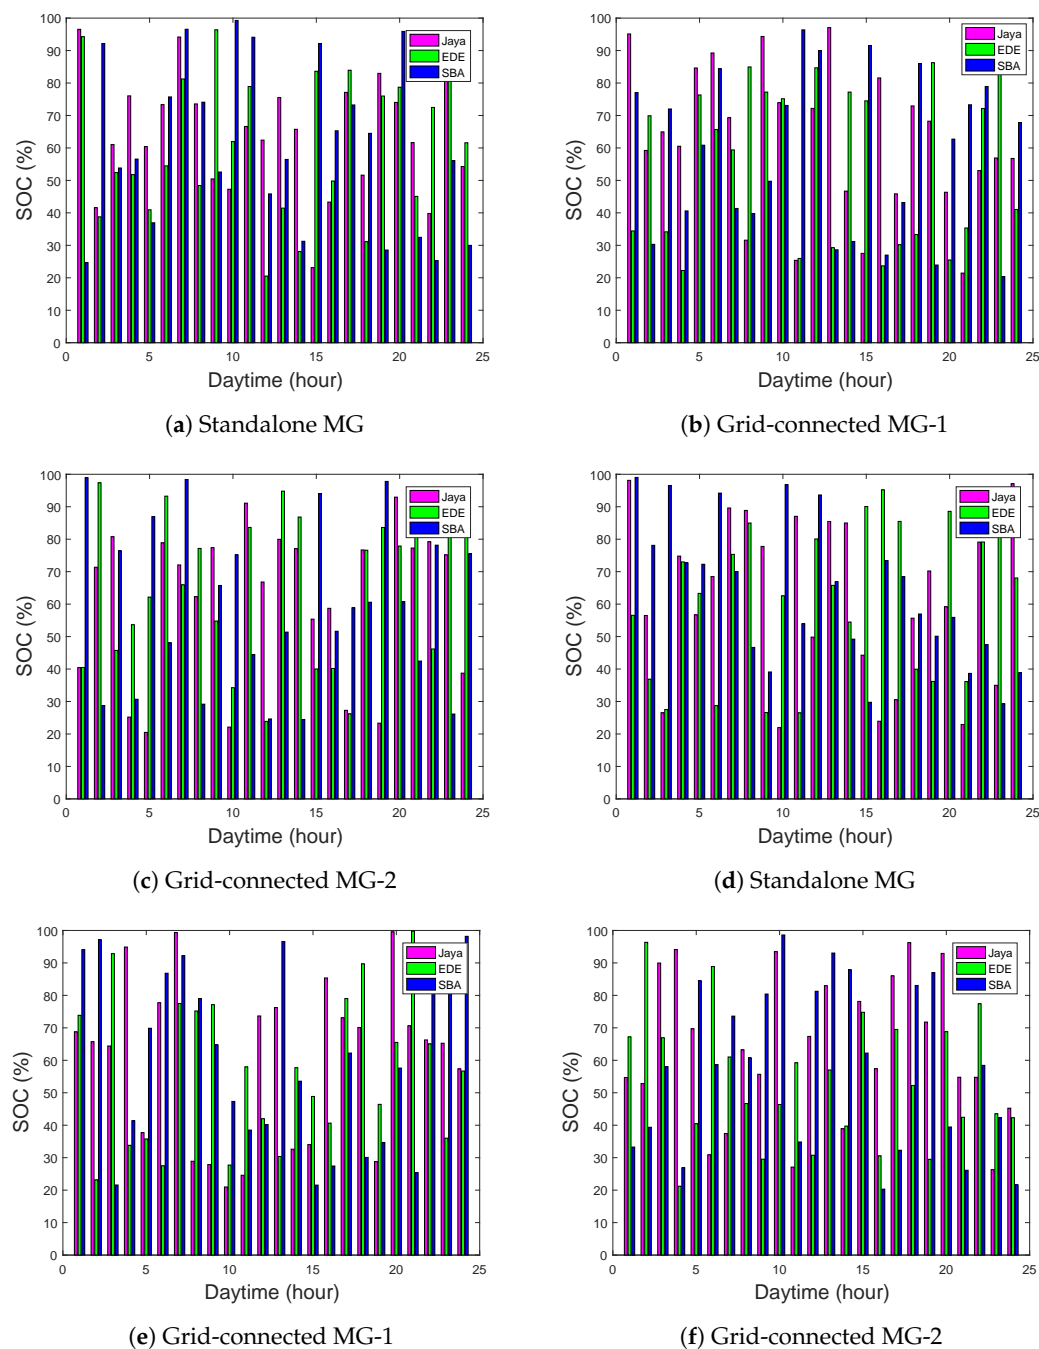 100
90
80
70
60
50
40
30
20
10
0
SOC (%)
Jaya
EDE
SBA
0 5 10 15 20 25
Daytime (hour)
(a) Standalone MG
100
90
80
70
60
50
40
30
20
10
0
SOC (%)
Jaya
EDE
SBA
0 5 10 15 20 25
Daytime (hour)
(b) Grid-connected MG-1
100
90
80
70
60
50
40
30
20
10
0
SOC (%)
Jaya
EDE
SBA
0 5 10 15 20 25
Daytime (hour)
(c) Grid-connected MG-2
100
90
80
70
60
50
40
30
20
10
0
SOC (%)
Jaya
EDE
SBA
0 5 10 15 20 25
Daytime (hour)
(d) Standalone MG
100
90
80
70
60
50
40
30
20
10
0
SOC (%)
Jaya
EDE
SBA
0 5 10 15 20 25
Daytime (hour)
(e) Grid-connected MG-1
100
90
80
70
60
50
40
30
20
10
0
SOC (%)
Jaya
EDE
SBA
0 5 10 15 20 25
Daytime (hour)
(f) Grid-connected MG-2